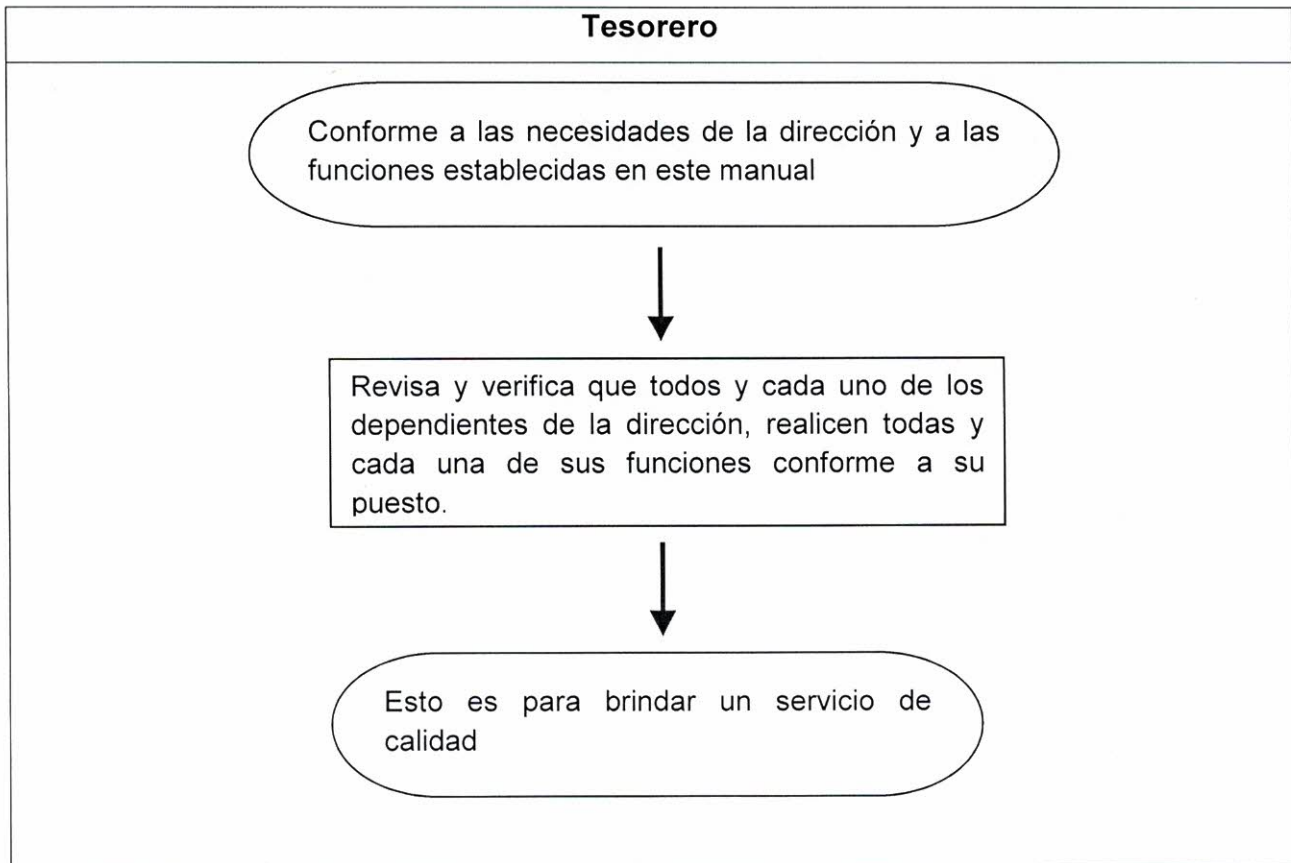 Tesorero
Conforme a las necesidades de la dirección y a las
funciones establecidas en este manual
Revisa y verifica que todos y cada uno de los
dependientes de la dirección, realicen todas y
cada una de sus funciones conforme a su
puesto.
Esto es para brindar un servicio de
calidad